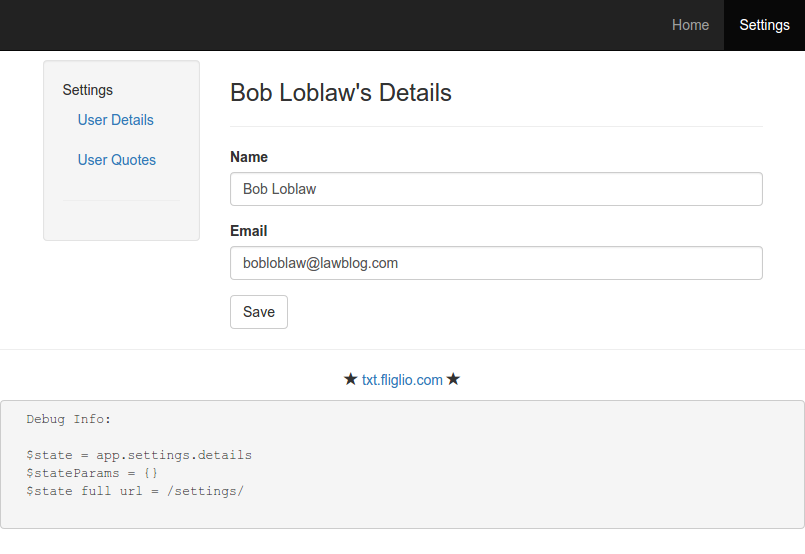 Home Settings
Settings
User Details
User Quotes
Bob Loblaw's Details
Name
Bob Loblaw
Email
bobloblaw@lawblog.com
Save
★ txt.fliglio.com ★
Debug Info:
$state = app.settings.details
$stateParams = {}
$state full url = /settings/